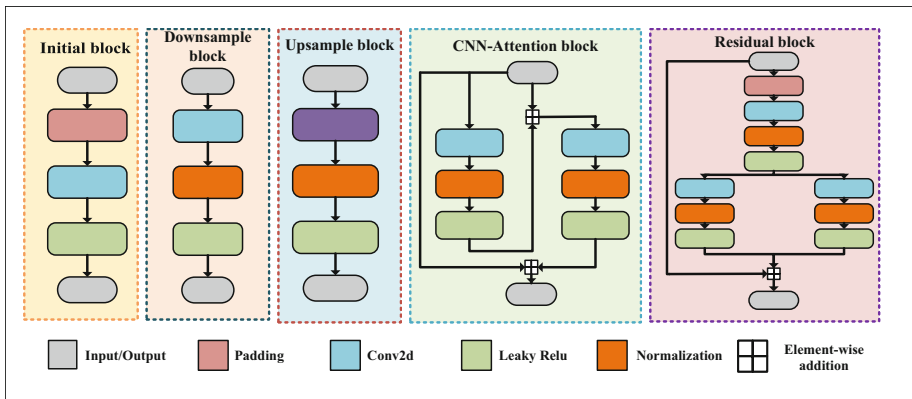 Initial block
Downsample
block
Upsample block
CNN-Attention block
Residual block
Input/Output
Padding
Conv2d
Leaky Relu
Normalization
Element-wise
addition